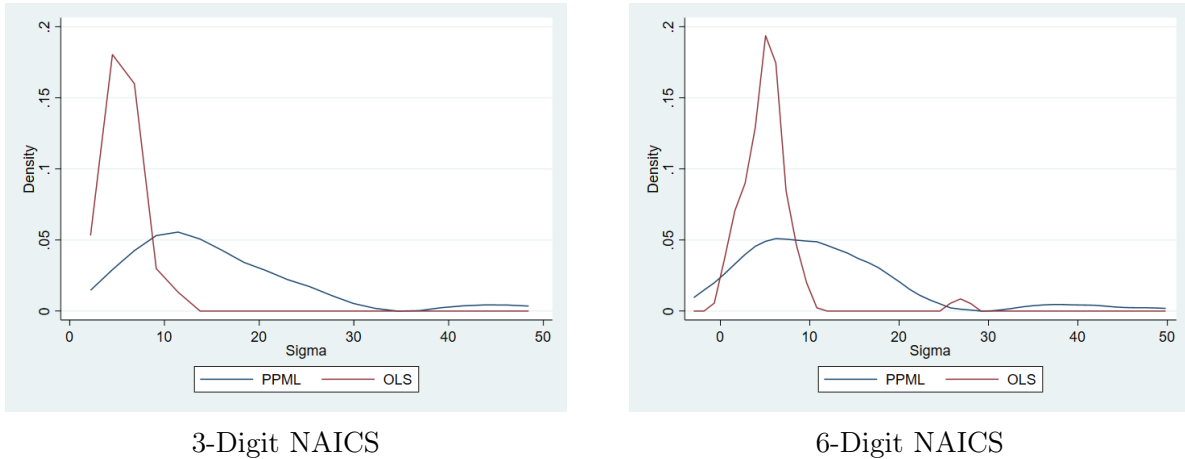 .2
.15
.1
.05
0
Density
0 10 20 30 40 50
Sigma
PPML OLS
3-Digit NAICS
.2
.15
.1
.05
0
Density
0 10 20 30 40 50
Sigma
PPML OLS
6-Digit NAICS